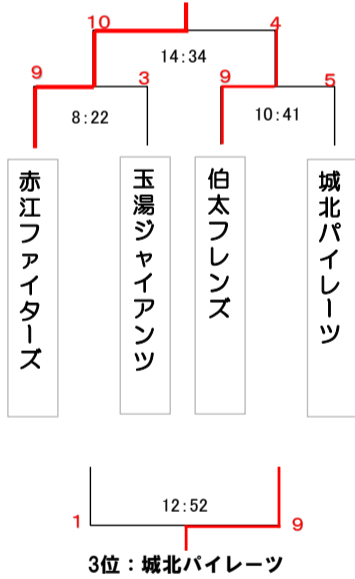 10
4
14:34
9
3
9
5
8:22
10:41
赤江ファイターズ
玉湯ジャイアンツ
伯太フレンズ
城北パイレーツ
12:52
1
9
3位：城北パイレーツ